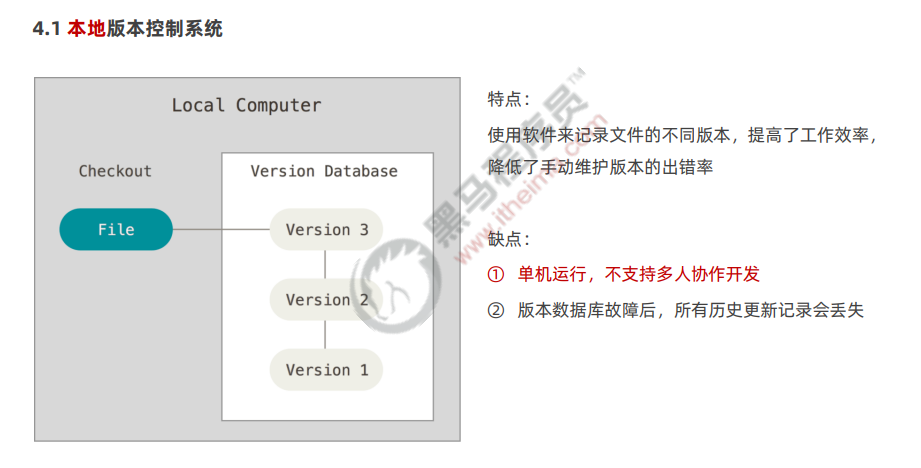 4.1 本地版本控制系统
Local Computer
Checkout
Version Database
File
Version 3
Version 2
Version 1
特点：
使用软件来记录文件的不同版本，提高了工作效率，
降低了手动维护版本的出错率
缺点：
① 单机运行，不支持多人协作开发
② 版本数据库故障后，所有历史更新记录会丢失
黑马程序员™
www.itheima.com